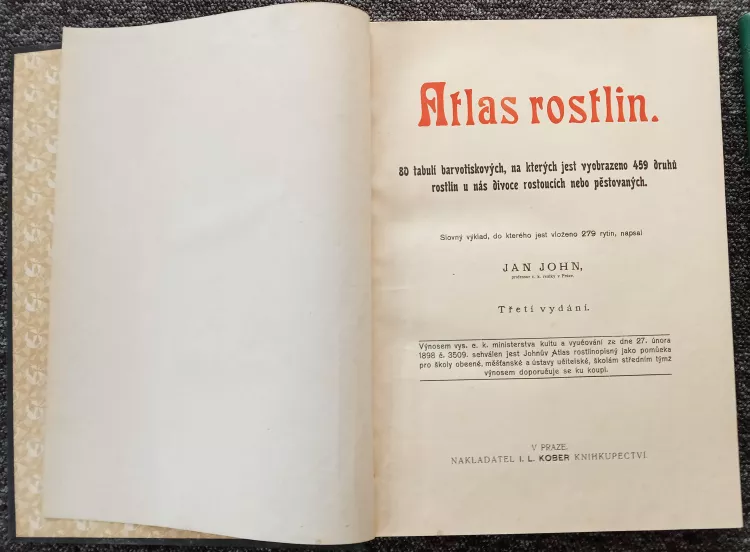 Atlas rostlin.
80 tabulí barvotiskových, na kterých jest vyobrazeno 459 druhů
rostlin u nás divoce rostoucích nebo pěstovaných.
Slovný výklad, do kterého jest vloženo 279 rytin, napsal
JAN JOHN,
professor c. k. reálky v Praze.
Třetí vydání.
Výnosem vys. c. k. ministerstva kultu a vyučování ze dne 27. února
1898 č. 3509. schválen jest Johnův Atlas rostlinopisný jako pomůcka
pro školy obecné, měšťanské a ústavy učitelské, školám středním týmž
výnosem doporučuje se ku koupi.
V PRAZE.
NAKLADATEL I. L. KOBER KNIHKUPECTVÍ.